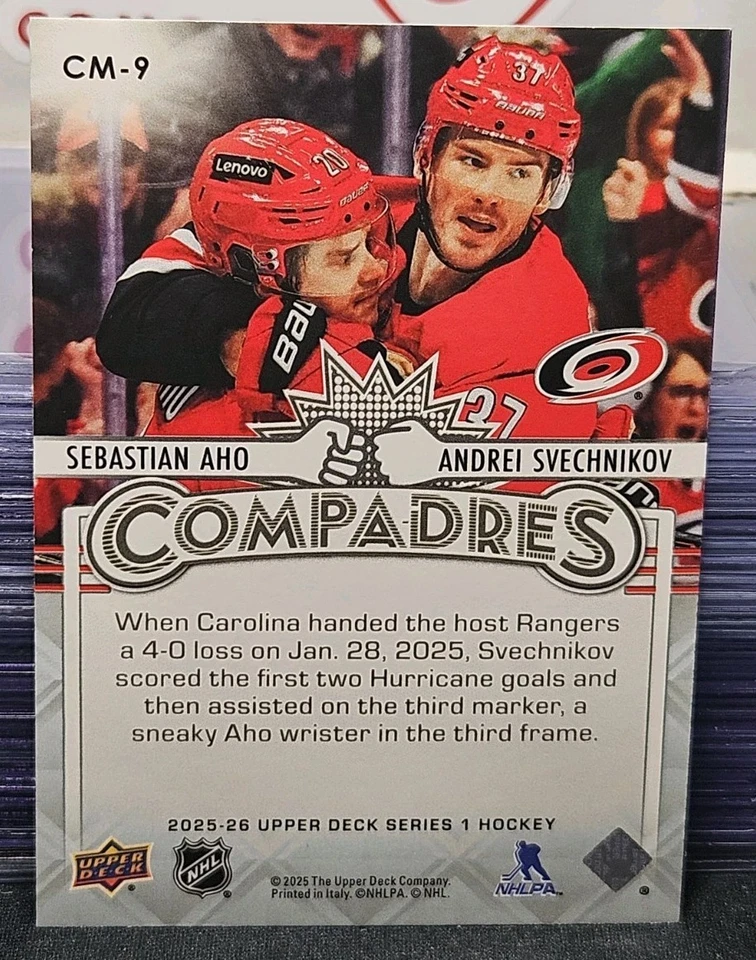 CM-9
37
BAUER
20
Lenovo
BAUER
BAU
37
®
SEBASTIAN AHO
ANDREI SVECHNIKOV
COMPADRES
When Carolina handed the host Rangers
a 4-0 loss on Jan. 28, 2025, Svechnikov
scored the first two Hurricane goals and
then assisted on the third marker, a
sneaky Aho wrister in the third frame.
2025-26 UPPER DECK SERIES 1 HOCKEY
UPPER
DECK
®
NHL
®
© 2025 The Upper Deck Company.
Printed in Italy. ©NHLPA. © NHL.
NHLPA™
®